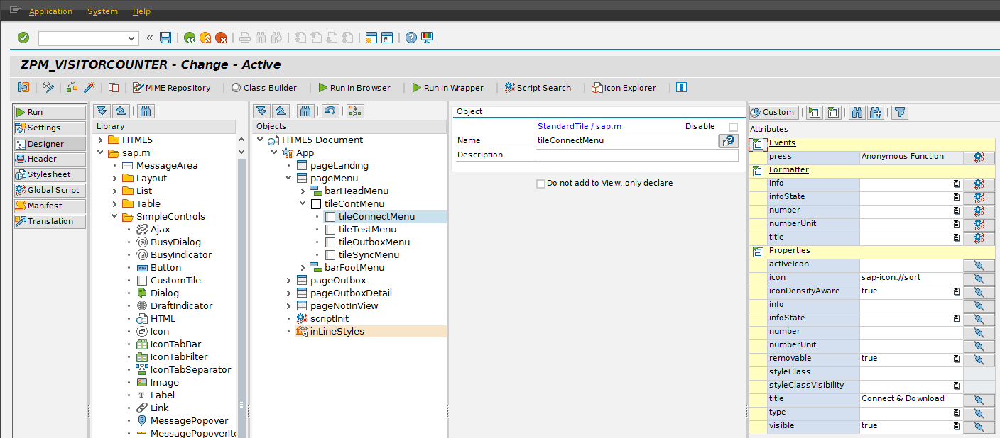 Application System Help
ZPM_VISITORCOUNTER - Change - Active
MIME Repository Class Builder Run in Browser Run in Wrapper Script Search Icon Explorer
Run
Settings
Designer
Header
Stylesheet
Global Script
Manifest
Translation
Library
HTML5
sap.m
MessageArea
Layout
List
Table
SimpleControls
Ajax
BusyDialog
BusyIndicator
Button
CustomTile
Dialog
DraftIndicator
HTML
Icon
IconTabBar
IconTabFilter
IconTabSeparator
Image
Label
Link
MessagePopover
MessagePopoverIte
Objects
HTML5 Document
App
pageLanding
pageMenu
barHeadMenu
tileContMenu
tileConnectMenu
tileTestMenu
tileOutboxMenu
tileSyncMenu
barFootMenu
pageOutbox
pageOutboxDetail
pageNotInView
scriptInit
inLineStyles
Object
StandardTile / sap.m Disable
Name tileConnectMenu
Description
Do not add to View, only declare
Custom
Attributes
Events
press Anonymous Function
Formatter
info
infoState
number
numberUnit
title
Properties
activeIcon
icon sap-icon://sort
iconDensityAware true
info
infoState
number
numberUnit
removable true
styleClass
styleClassVisibility
title Connect & Download
type
visible true